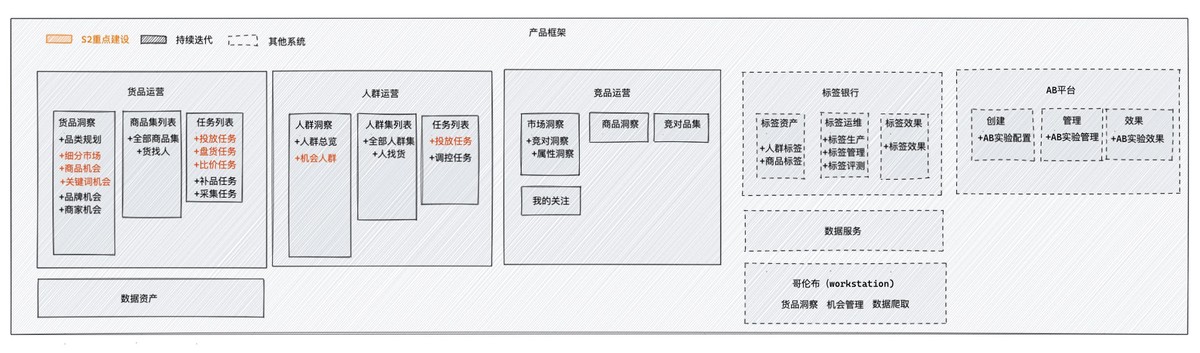 产品框架
S2重点建设
持续迭代
其他系统
货品运营
货品洞察
+品类规划
+细分市场
+商品机会
+关键词机会
+品牌机会
+商家机会
商品集列表
+全部商品集
+货找人
任务列表
+投放任务
+盘货任务
+比价任务
+补品任务
+采集任务
数据资产
人群运营
人群洞察
+人群总览
+机会人群
人群集列表
+全部人群集
+人找货
任务列表
+投放任务
+调控任务
竞品运营
市场洞察
+竞对洞察
+属性洞察
商品洞察
竞对品集
我的关注
标签银行
标签资产
+人群标签
+商品标签
标签运维
+标签生产
+标签管理
+标签评测
标签效果
+标签效果
数据服务
哥伦布（workstation）
货品洞察 机会管理 数据爬取
AB平台
创建
+AB实验配置
管理
+AB实验管理
效果
+AB实验效果